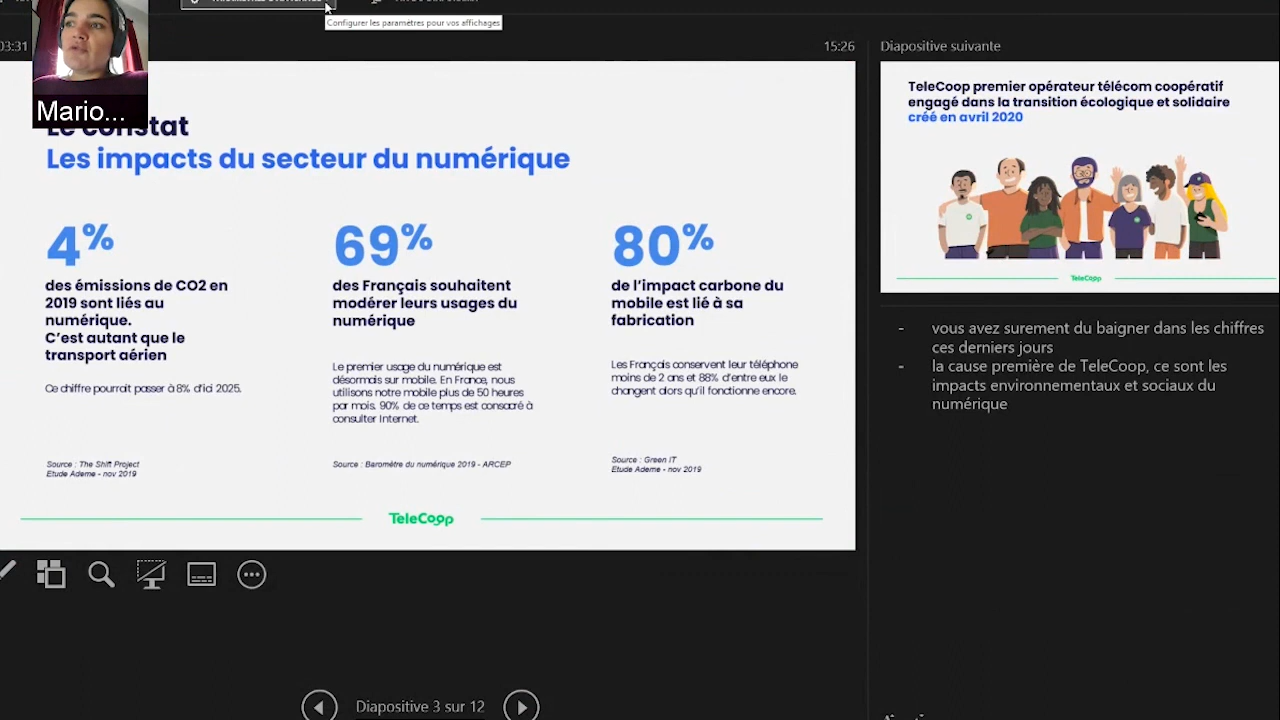 Configurer les paramètres pour vos affichages
03:31
15:26
Diapositive suivante
Mario...
Le constat
Les impacts du secteur du numérique
4%
des émissions de CO2 en
2019 sont liés au
numérique.
C'est autant que le
transport aérien
Ce chiffre pourrait passer à 8% d'ici 2025.
Source : The Shift Project
Etude Ademe - nov 2019
69%
des Français souhaitent
modérer leurs usages du
numérique
Le premier usage du numérique est
désormais sur mobile. En France, nous
utilisons notre mobile plus de 50 heures
par mois. 90% de ce temps est consacré à
consulter Internet.
Source : Baromètre du numérique 2019 - ARCEP
80%
de l'impact carbone du
mobile est lié à sa
fabrication
Les Français conservent leur téléphone
moins de 2 ans et 88% d'entre eux le
changent alors qu'il fonctionne encore.
Source : Green IT
Etude Ademe - nov 2019
TeleCoop
TeleCoop premier opérateur télécom coopératif
engagé dans la transition écologique et solidaire
créé en avril 2020
TeleCoop
- vous avez surement du baigner dans les chiffres
ces derniers jours
- la cause première de TeleCoop, ce sont les
impacts environnementaux et sociaux du
numérique
Diapositive 3 sur 12